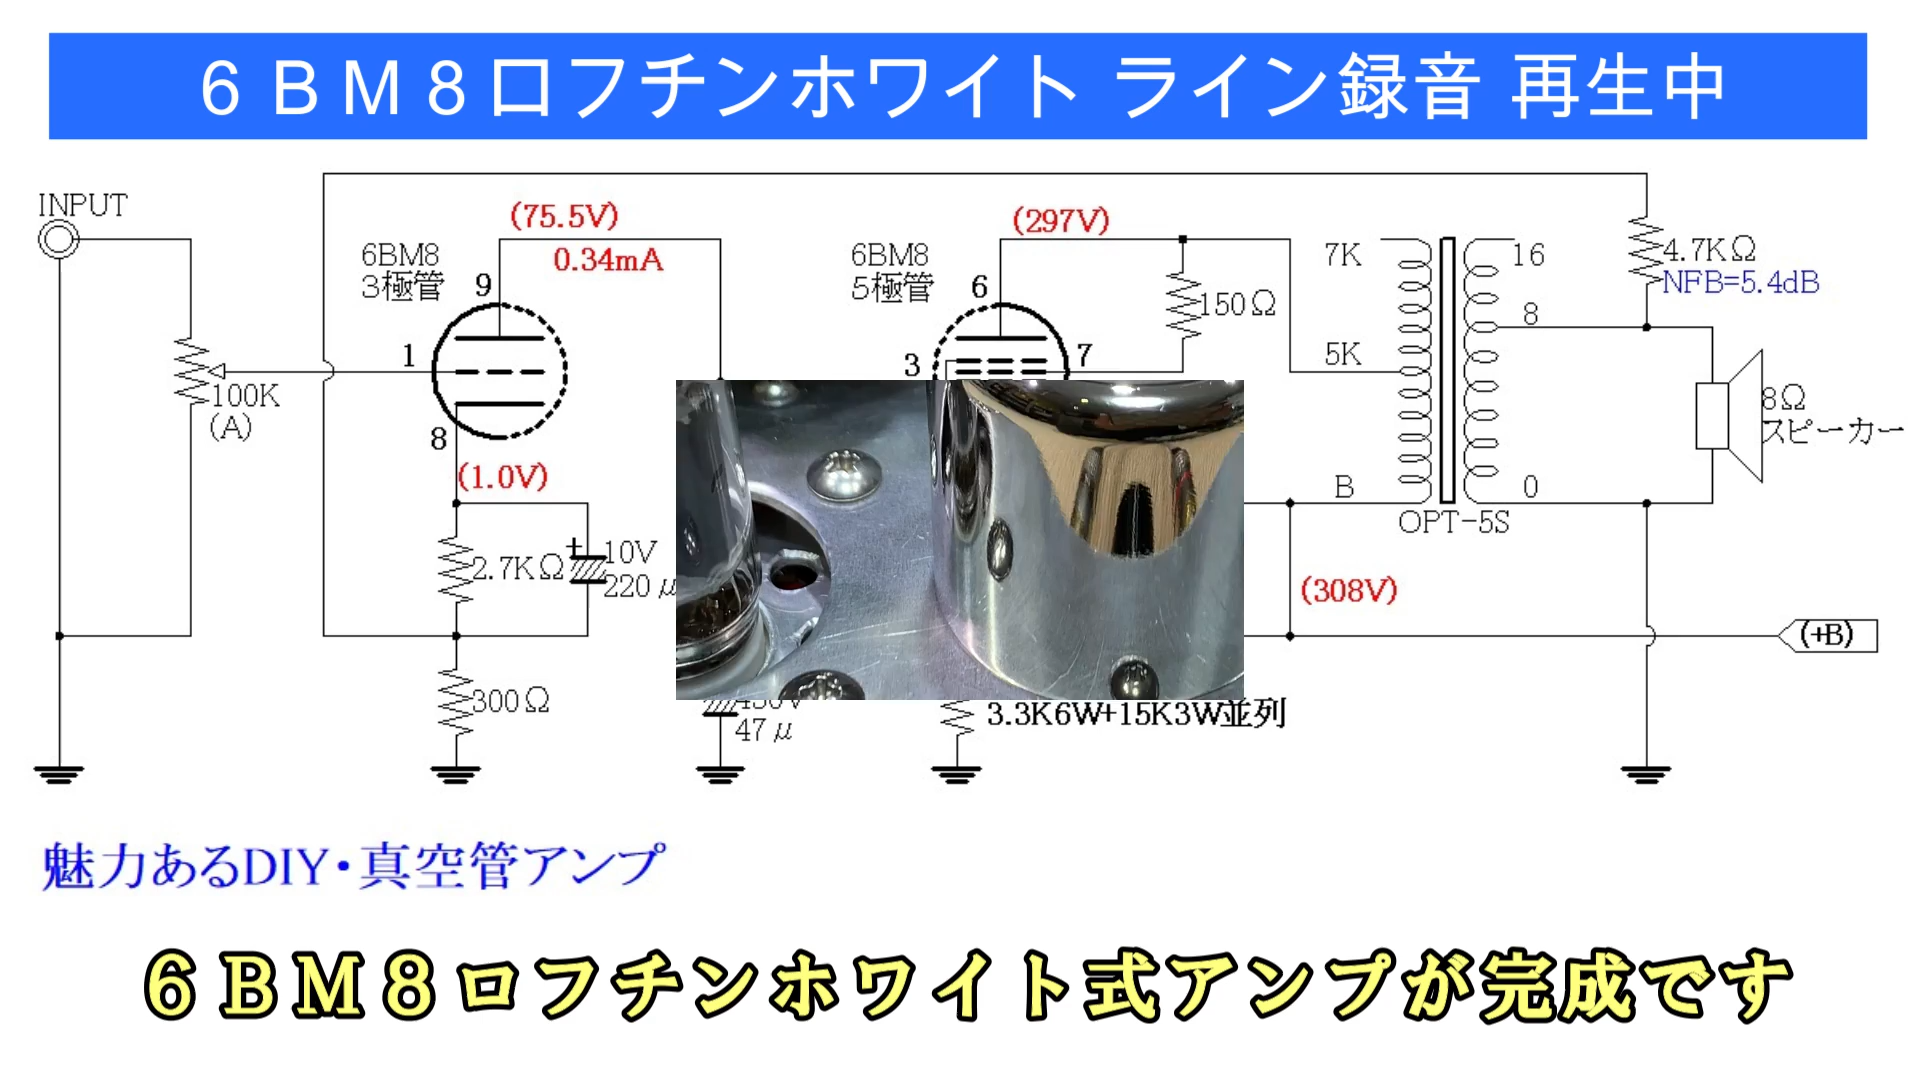 ６ＢＭ８ロフチンホワイト ライン録音 再生中
INPUT
100K
(A)
6BM8
3極管
9
1
8
(75.5V)
0.34mA
(1.0V)
2.7KΩ
+
10V
220μ
300Ω
6BM8
5極管
6
3
7
(297V)
150Ω
7K
5K
B
16
8
0
OPT-5S
4.7KΩ
NFB=5.4dB
8Ω
スピーカー
(308V)
(+B)
47μ
3.3K6W+15K3W並列
魅力あるDIY・真空管アンプ
６ＢＭ８ロフチンホワイト式アンプが完成です